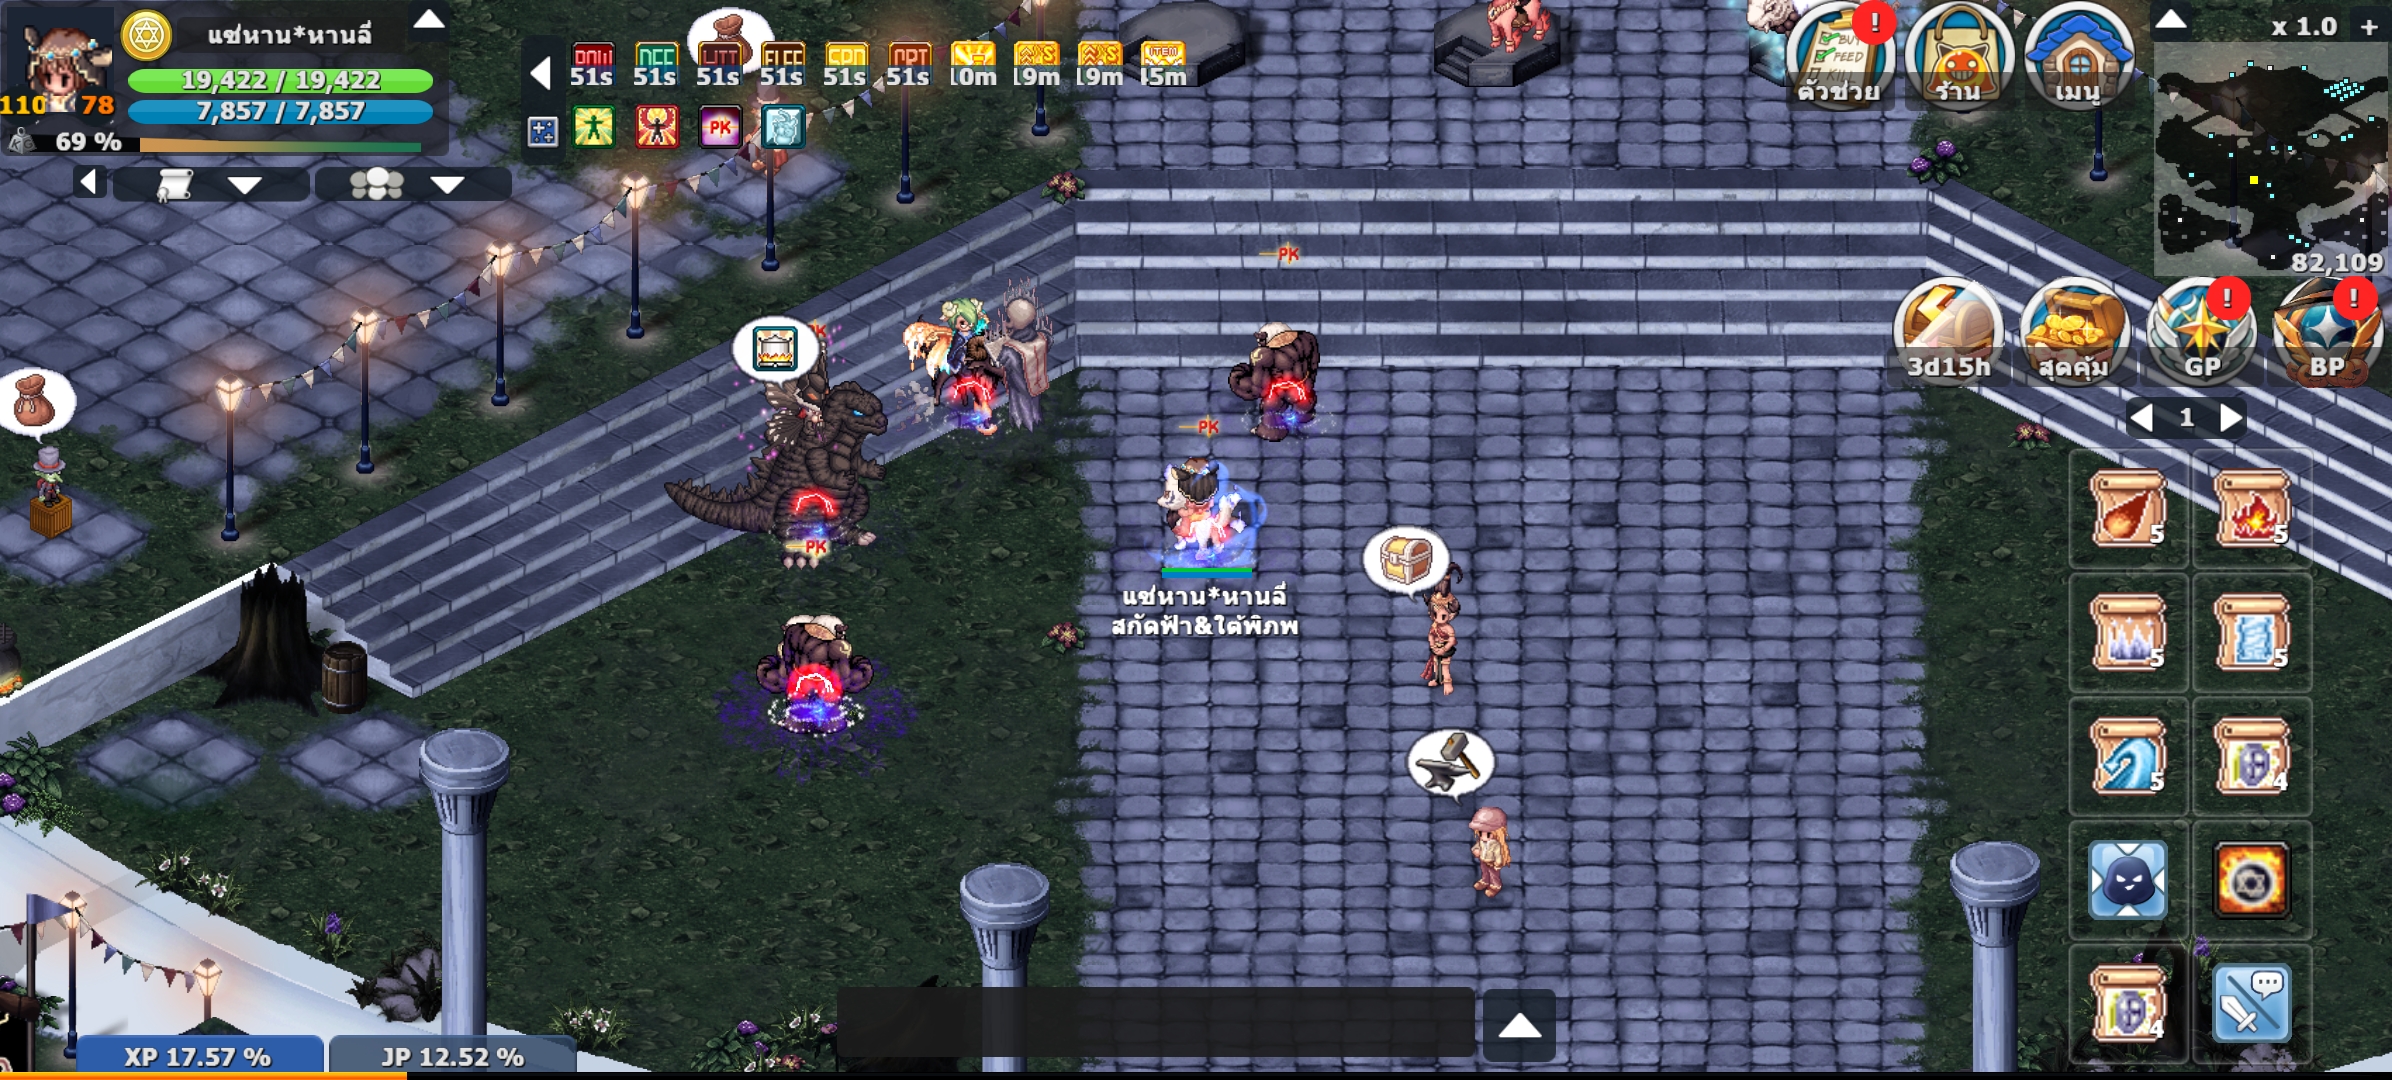 แซ่หาน*หานลี่
19,422 / 19,422
7,857 / 7,857
110 78
69 %
51s 51s 51s 51s 51s 51s
PK
ตัวช่วย
ร้าน
เมนู
x 1.0 +
82,109
3d15h
สุดคุ้ม
GP
BP
1
PK
PK
PK
แซ่หาน*หานลี่
สกัดฟ้า&ใต้พิภพ
5 5
5 5
5 4
4
XP 17.57 %
JP 12.52 %